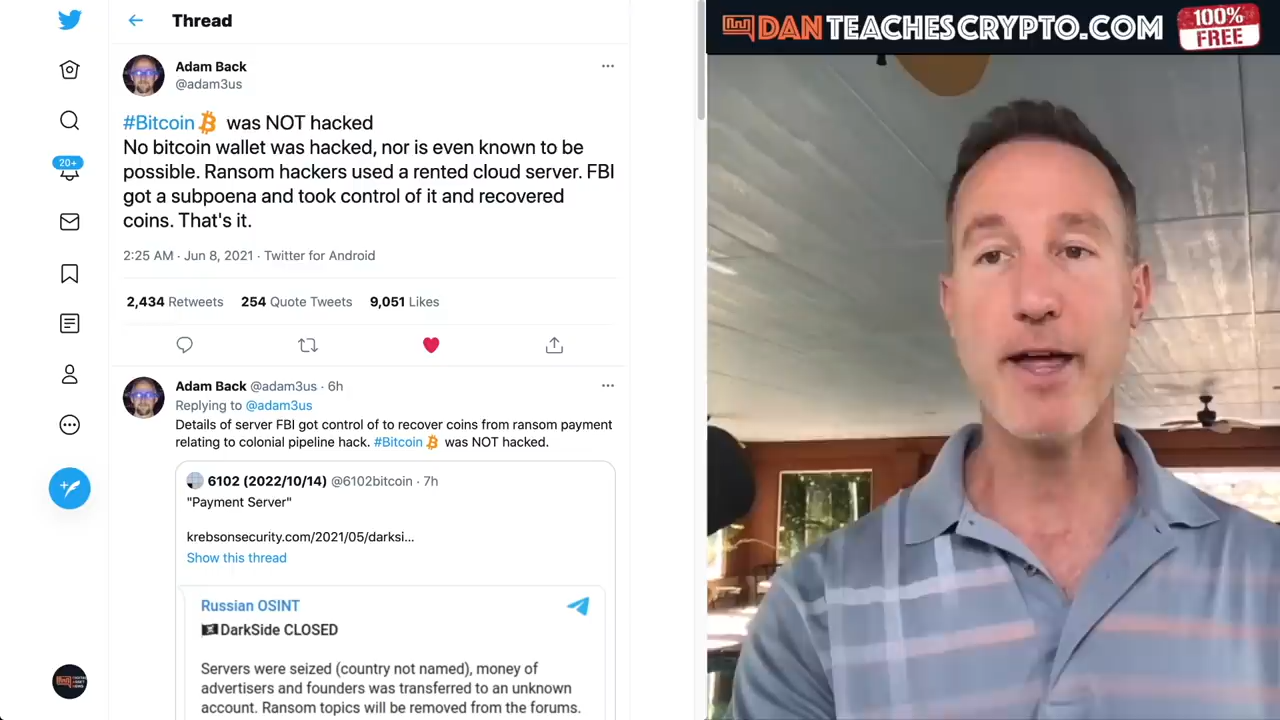 Thread
Adam Back
@adam3us
#Bitcoin was NOT hacked
No bitcoin wallet was hacked, nor is even known to be
possible. Ransom hackers used a rented cloud server. FBI
got a subpoena and took control of it and recovered
coins. That's it.
2:25 AM · Jun 8, 2021 · Twitter for Android
2,434 Retweets 254 Quote Tweets 9,051 Likes
Adam Back @adam3us · 6h
Replying to @adam3us
Details of server FBI got control of to recover coins from ransom payment
relating to colonial pipeline hack. #Bitcoin was NOT hacked.
6102 (2022/10/14) @6102bitcoin · 7h
"Payment Server"
krebsonsecurity.com/2021/05/darksi...
Show this thread
Russian OSINT
DarkSide CLOSED
Servers were seized (country not named), money of
advertisers and founders was transferred to an unknown
account. Ransom topics will be removed from the forums.
20+
DANTEACHESCRYPTO.COM
100%
FREE